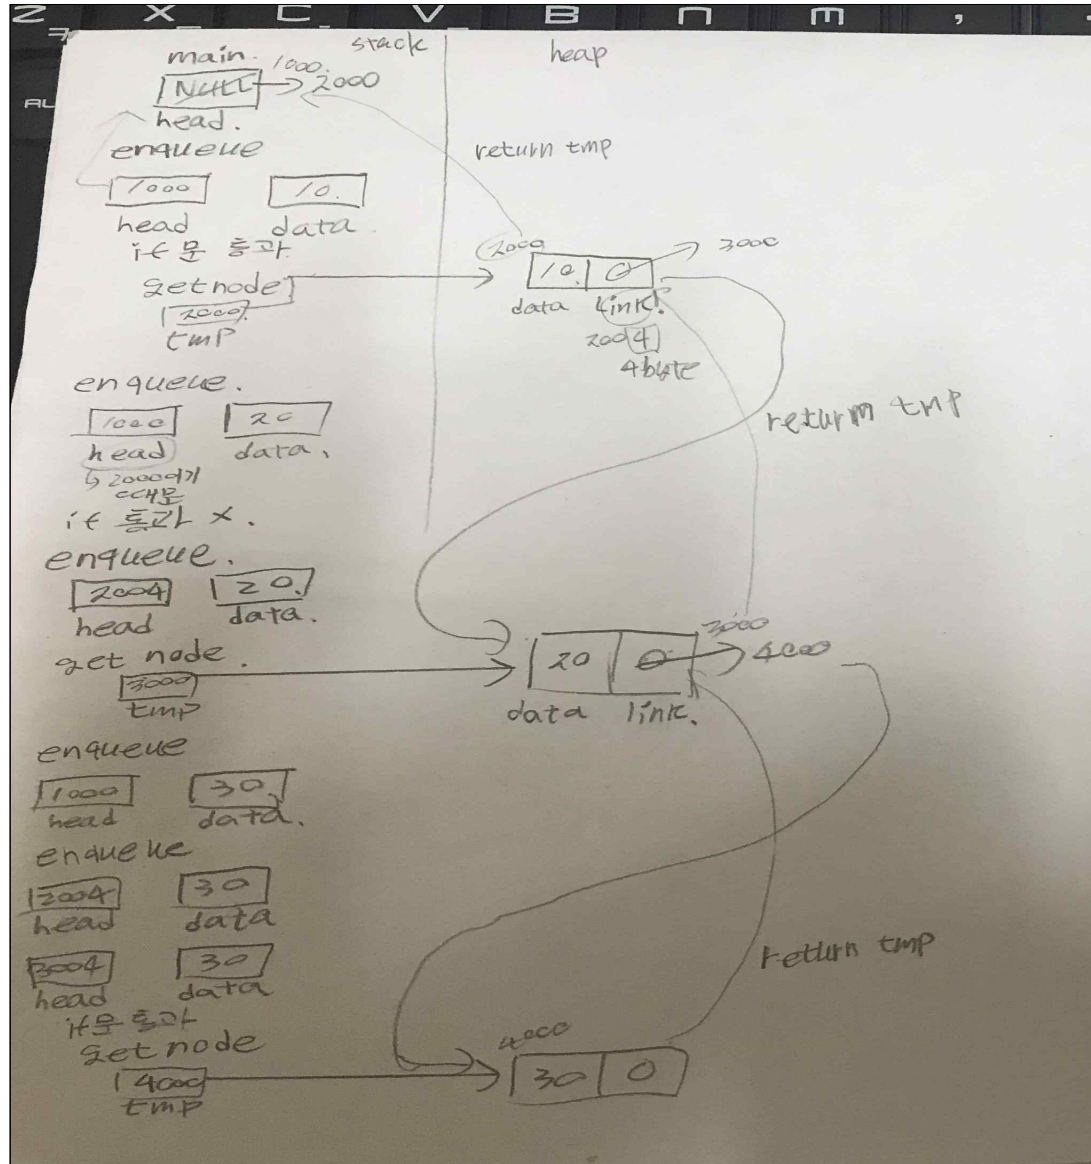 Z X C V B N M ,
ㅋ
main. stack heap
1000.
NULL 2000
head.
enqueue return tmp
1000 10.
head data.
if문 통과
2000 3000
10. 0
getnode data link.
2000 2004
tmp 4byte
enqueue.
1000 20
head data. return tmp
↳ 2000이기
때문
if 통과 x.
enqueue.
2004 20.
head data.
3000
get node. 20 0 4000
3000
tmp data link.
enqueue
1000 30
head data.
enqueue
2004 30
head data
3004 30 return tmp
head data
if문 통과
get node 4000
4000 30 0
tmp